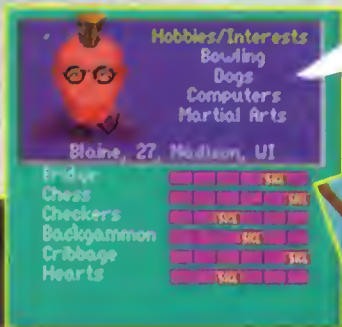 Hobbies/Interests
Bowling
Dogs
Computers
Martial Arts
Blaine, 27, Madison, WI
Bridge
Chess
Checkers
Backgammon
Cribbage
Hearts